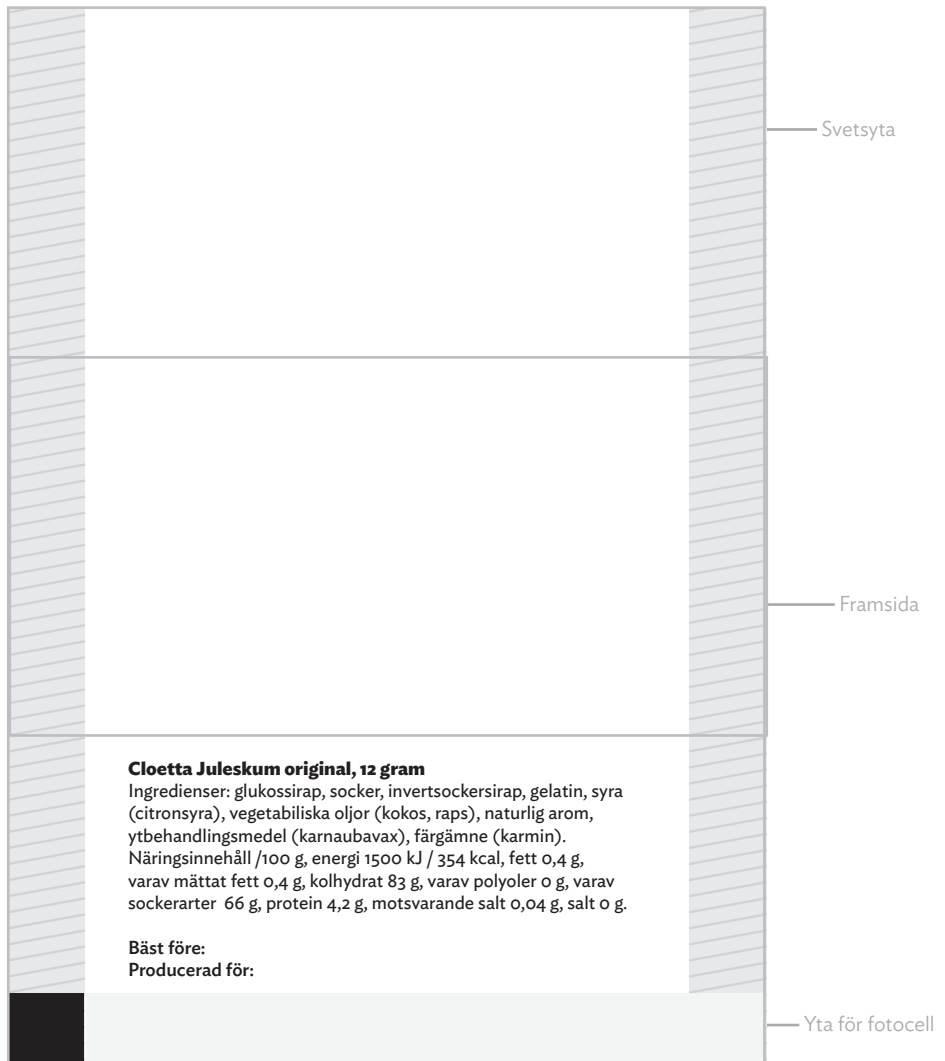 Svetsyta
Framsida
Cloetta Juleskum original, 12 gram
Ingredienser: glukossirap, socker, invertsockersirap, gelatin, syra
(citronsyra), vegetabiliska oljor (kokos, raps), naturlig arom,
ytbehandlingsmedel (karnaubavax), färgämne (karmin).
Näringsinnehåll /100 g, energi 1500 kJ / 354 kcal, fett 0,4 g,
varav mättat fett 0,4 g, kolhydrat 83 g, varav polyoler 0 g, varav
sockerarter 66 g, protein 4,2 g, motsvarande salt 0,04 g, salt 0 g.
Bäst före:
Producerad för:
Yta för fotocell